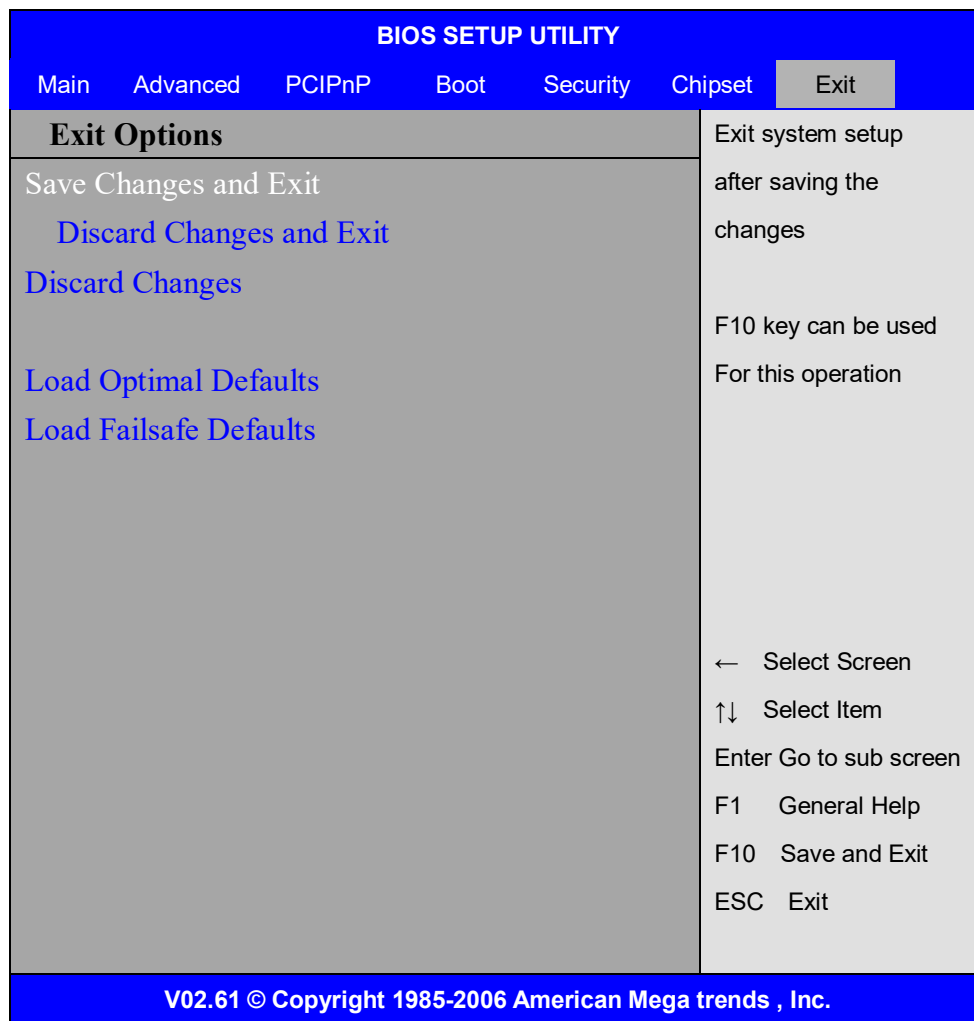 BIOS SETUP UTILITY
Main Advanced PCIPnP Boot Security Chipset Exit
Exit Options
Save Changes and Exit
Discard Changes and Exit
Discard Changes
Load Optimal Defaults
Load Failsafe Defaults
Exit system setup
after saving the
changes
F10 key can be used
For this operation
← Select Screen
↑↓ Select Item
Enter Go to sub screen
F1 General Help
F10 Save and Exit
ESC Exit
V02.61 © Copyright 1985-2006 American Mega trends , Inc.